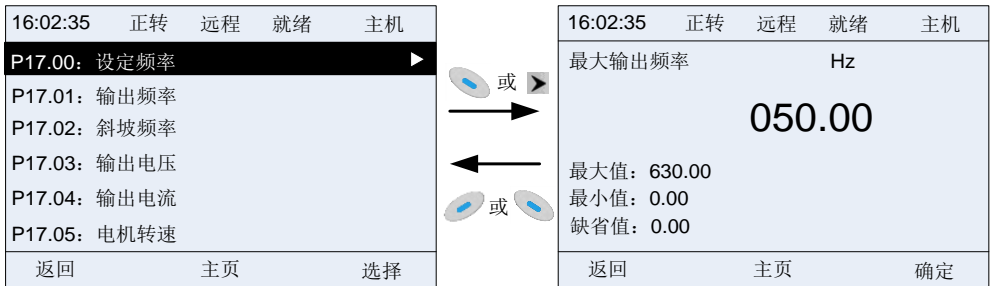 16:02:35 正转 远程 就绪 主机
P17.00：设定频率
P17.01：输出频率
P17.02：斜坡频率
P17.03：输出电压
P17.04：输出电流
P17.05：电机转速
返回 主页 选择
或
或
16:02:35 正转 远程 就绪 主机
最大输出频率 Hz
050.00
最大值：630.00
最小值：0.00
缺省值：0.00
返回 主页 确定